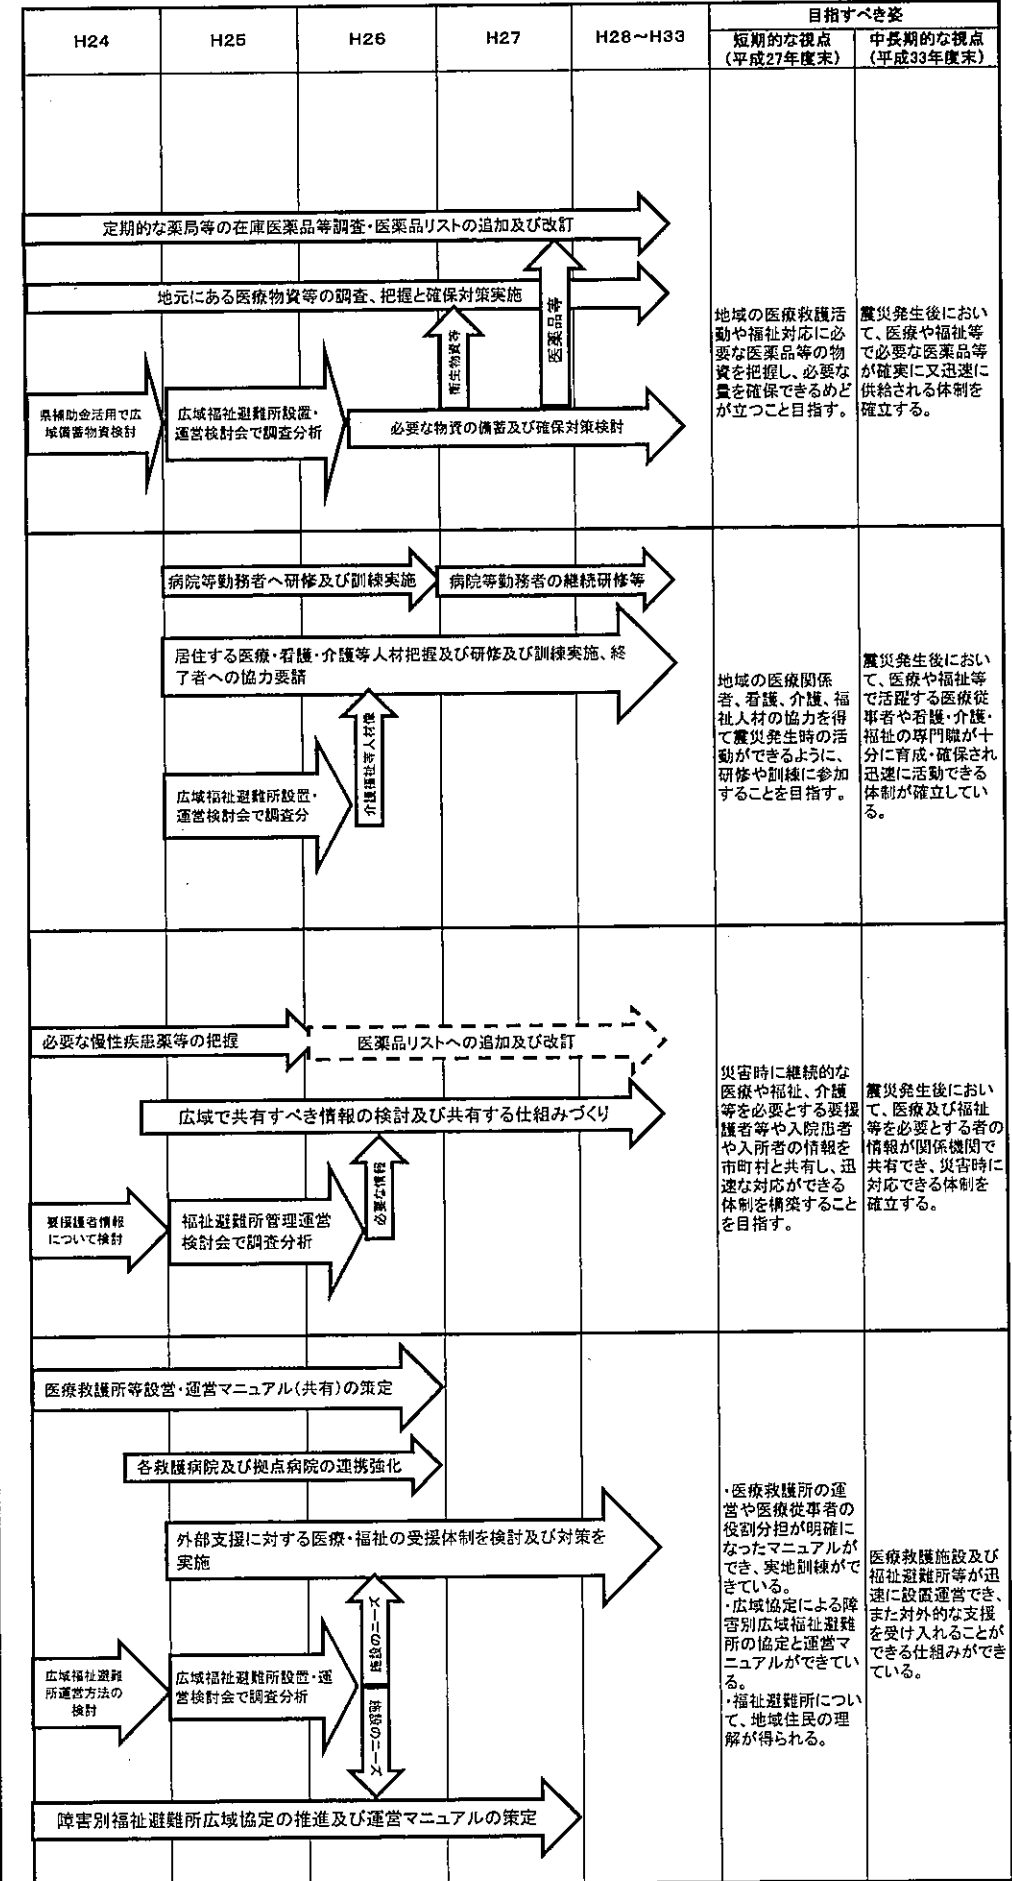 H24
H25
H26
H27
H28～H33
目指すべき姿
短期的な視点
(平成27年度末)
中長期的な視点
(平成33年度末)
定期的な薬局等の在庫医薬品等調査・医薬品リストの追加及び改訂
地元にある医療物資等の調査、把握と確保対策実施
衛生物資等
医薬品等
県補助金活用で広
域備蓄物資検討
広域福祉避難所設置・
運営検討会で調査分析
必要な物資の備蓄及び確保対策検討
地域の医療救護活
動や福祉対応に必
要な医薬品等の物
資を把握し、必要な
量を確保できるめど
が立つこと目指す。
震災発生後におい
て、医療や福祉等
で必要な医薬品等
が確実に又迅速に
供給される体制を
確立する。
病院等勤務者へ研修及び訓練実施
病院等勤務者の継続研修等
居住する医療・看護・介護等人材把握及び研修及び訓練実施、終
了者への協力要請
介護福祉等人材像
広域福祉避難所設置・
運営検討会で調査分
地域の医療関係
者、看護、介護、福
祉人材の協力を得
て震災発生時の活
動ができるように、
研修や訓練に参加
することを目指す。
震災発生後におい
て、医療や福祉等
で活躍する医療従
事者や看護・介護・
福祉の専門職が十
分に育成・確保され
迅速に活動できる
体制が確立してい
る。
必要な慢性疾患薬等の把握
医薬品リストへの追加及び改訂
広域で共有すべき情報の検討及び共有する仕組みづくり
必要な情報
要援護者情報
について検討
福祉避難所管理運営
検討会で調査分析
災害時に継続的な
医療や福祉、介護
等を必要とする要援
護者等や入院患者
や入所者の情報を
市町村と共有し、迅
速な対応ができる
体制を構築すること
を目指す。
震災発生後におい
て、医療及び福祉
等を必要とする者の
情報が関係機関で
共有でき、災害時に
対応できる体制を
確立する。
医療救護所等設営・運営マニュアル(共有)の策定
各救護病院及び拠点病院の連携強化
外部支援に対する医療・福祉の受援体制を検討及び対策を
実施
施設のニーズ
広域福祉避難
所運営方法の
検討
広域福祉避難所設置・運
営検討会で調査分析
施設のニーズ
障害別福祉避難所広域協定の推進及び運営マニュアルの策定
・医療救護所の運
営や医療従事者の
役割分担が明確に
なったマニュアルが
でき、実地訓練がで
きている。
・広域協定による障
害別広域福祉避難
所の協定と運営マ
ニュアルができてい
る。
・福祉避難所につい
て、地域住民の理
解が得られる。
医療救護施設及び
福祉避難所等が迅
速に設置運営でき、
また対外的な支援
を受け入れることが
できる仕組みができ
ている。